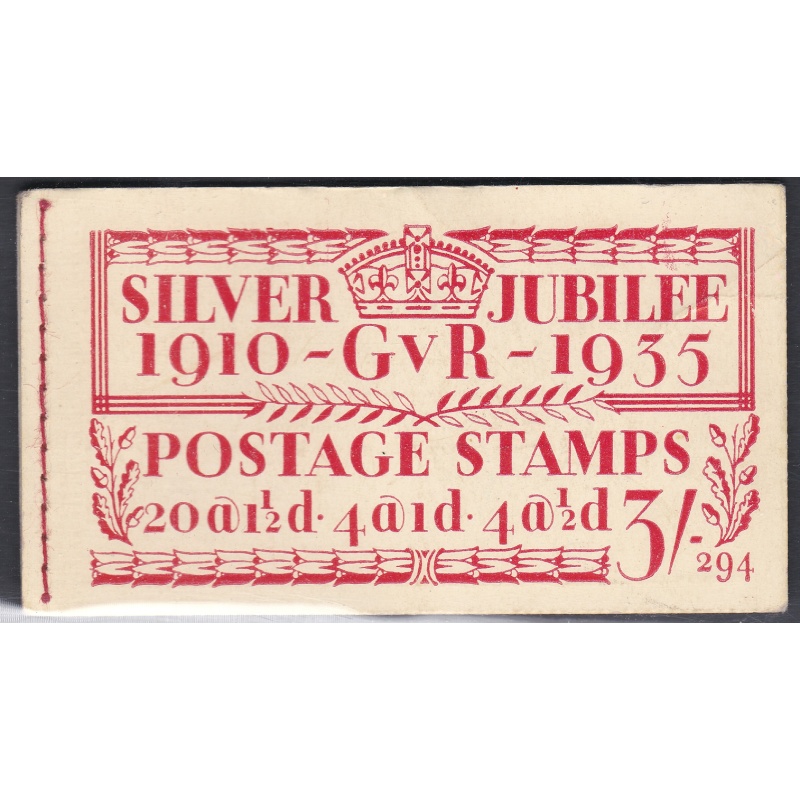 SILVER JUBILEE
1910 - GvR - 1935
POSTAGE STAMPS
20@1½d· 4@1d· 4@½d 3/-
294